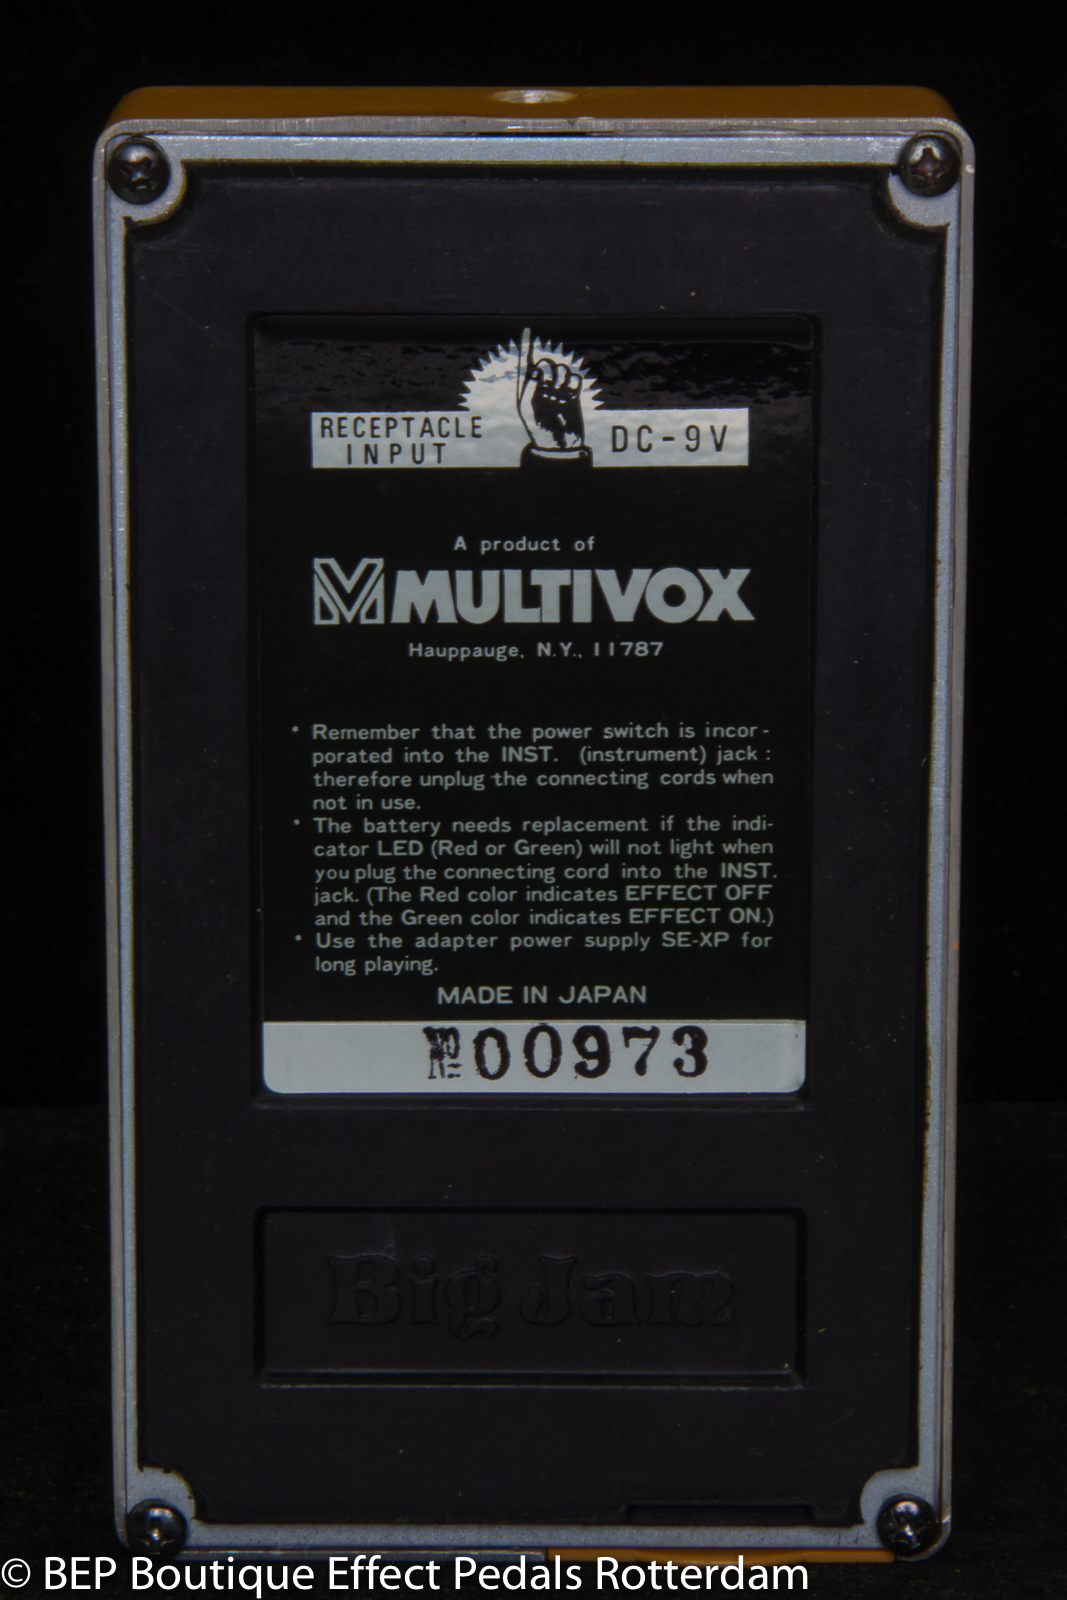 RECEPTACLE
INPUT
DC-9V
A product of
MULTIVOX
Hauppauge, N.Y., 11787
* Remember that the power switch is incor-
porated into the INST. (instrument) jack :
therefore unplug the connecting cords when
not in use.
* The battery needs replacement if the indi-
cator LED (Red or Green) will not light when
you plug the connecting cord into the INST.
jack. (The Red color indicates EFFECT OFF
and the Green color indicates EFFECT ON.)
* Use the adapter power supply SE-XP for
long playing.
MADE IN JAPAN
№00973
Big Jam
© BEP Boutique Effect Pedals Rotterdam